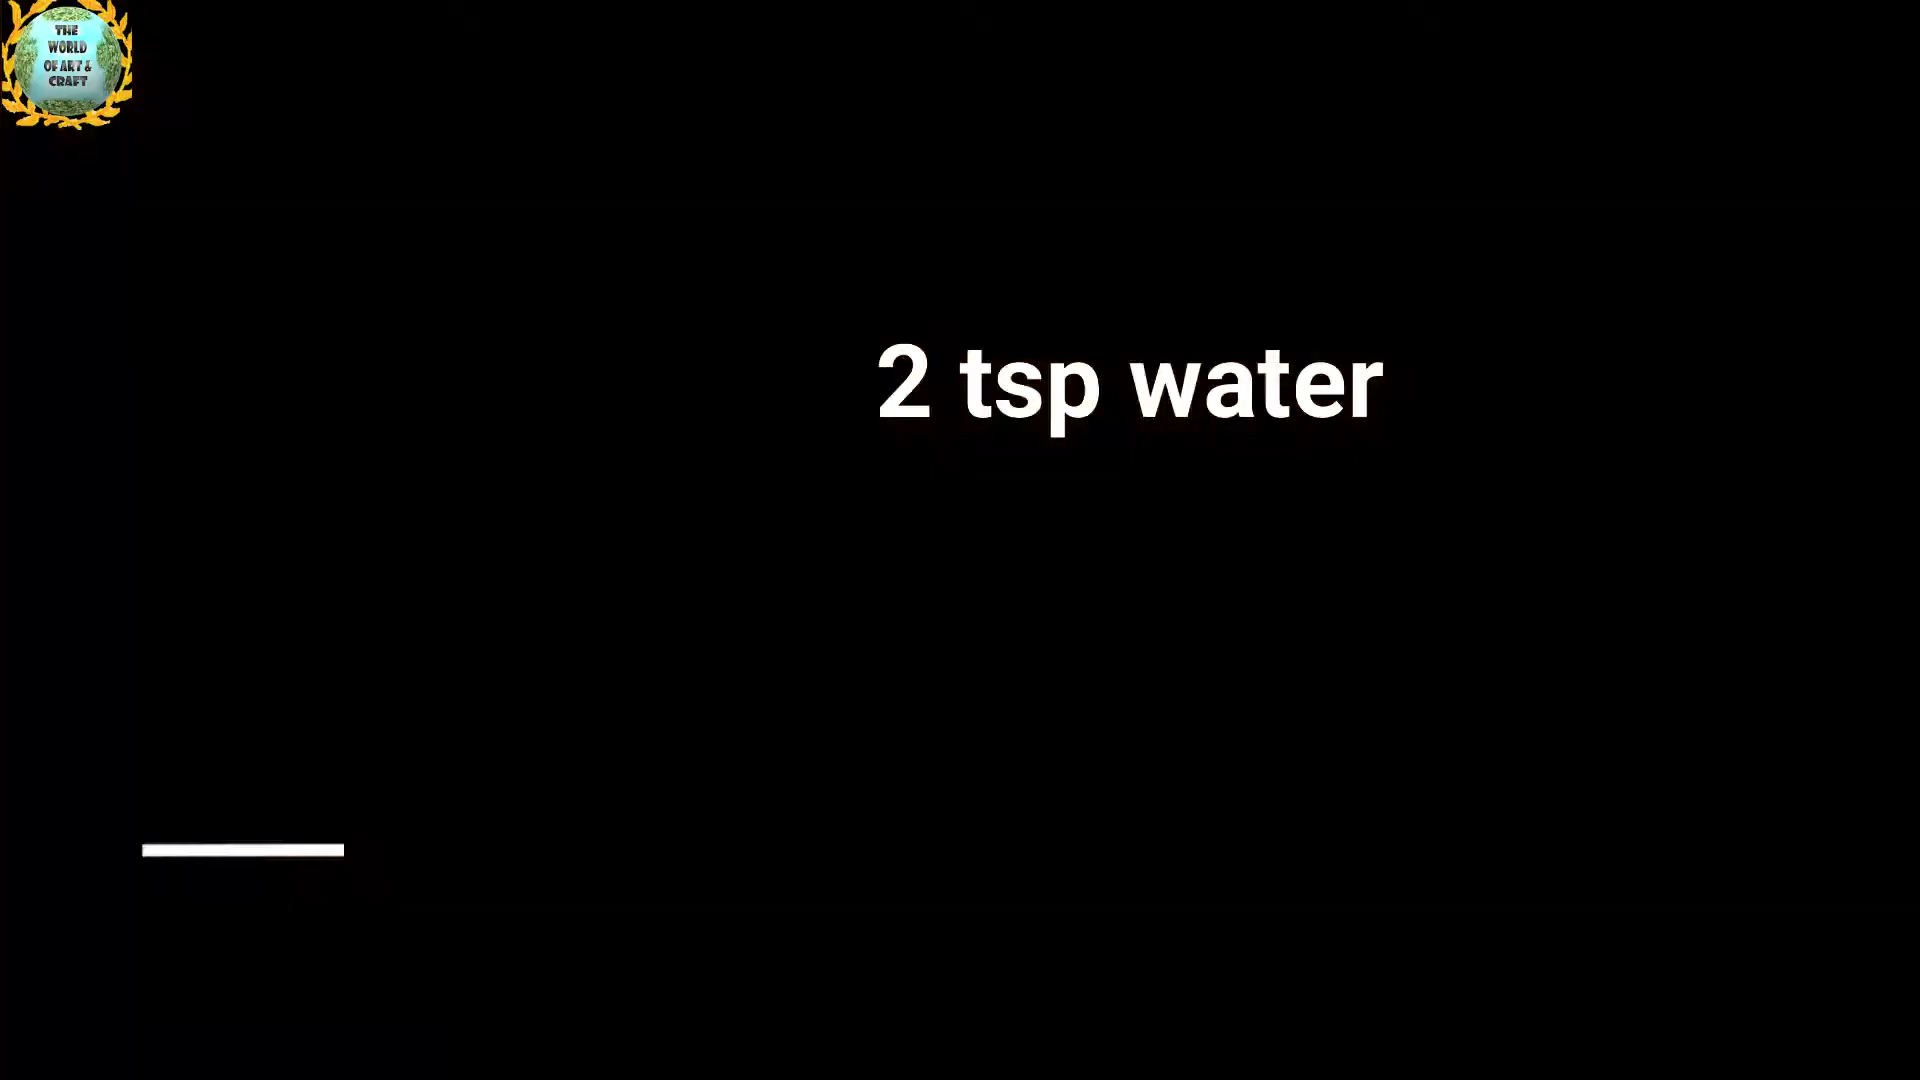 THE
WORLD
OF ART &
CRAFT
2 tsp water